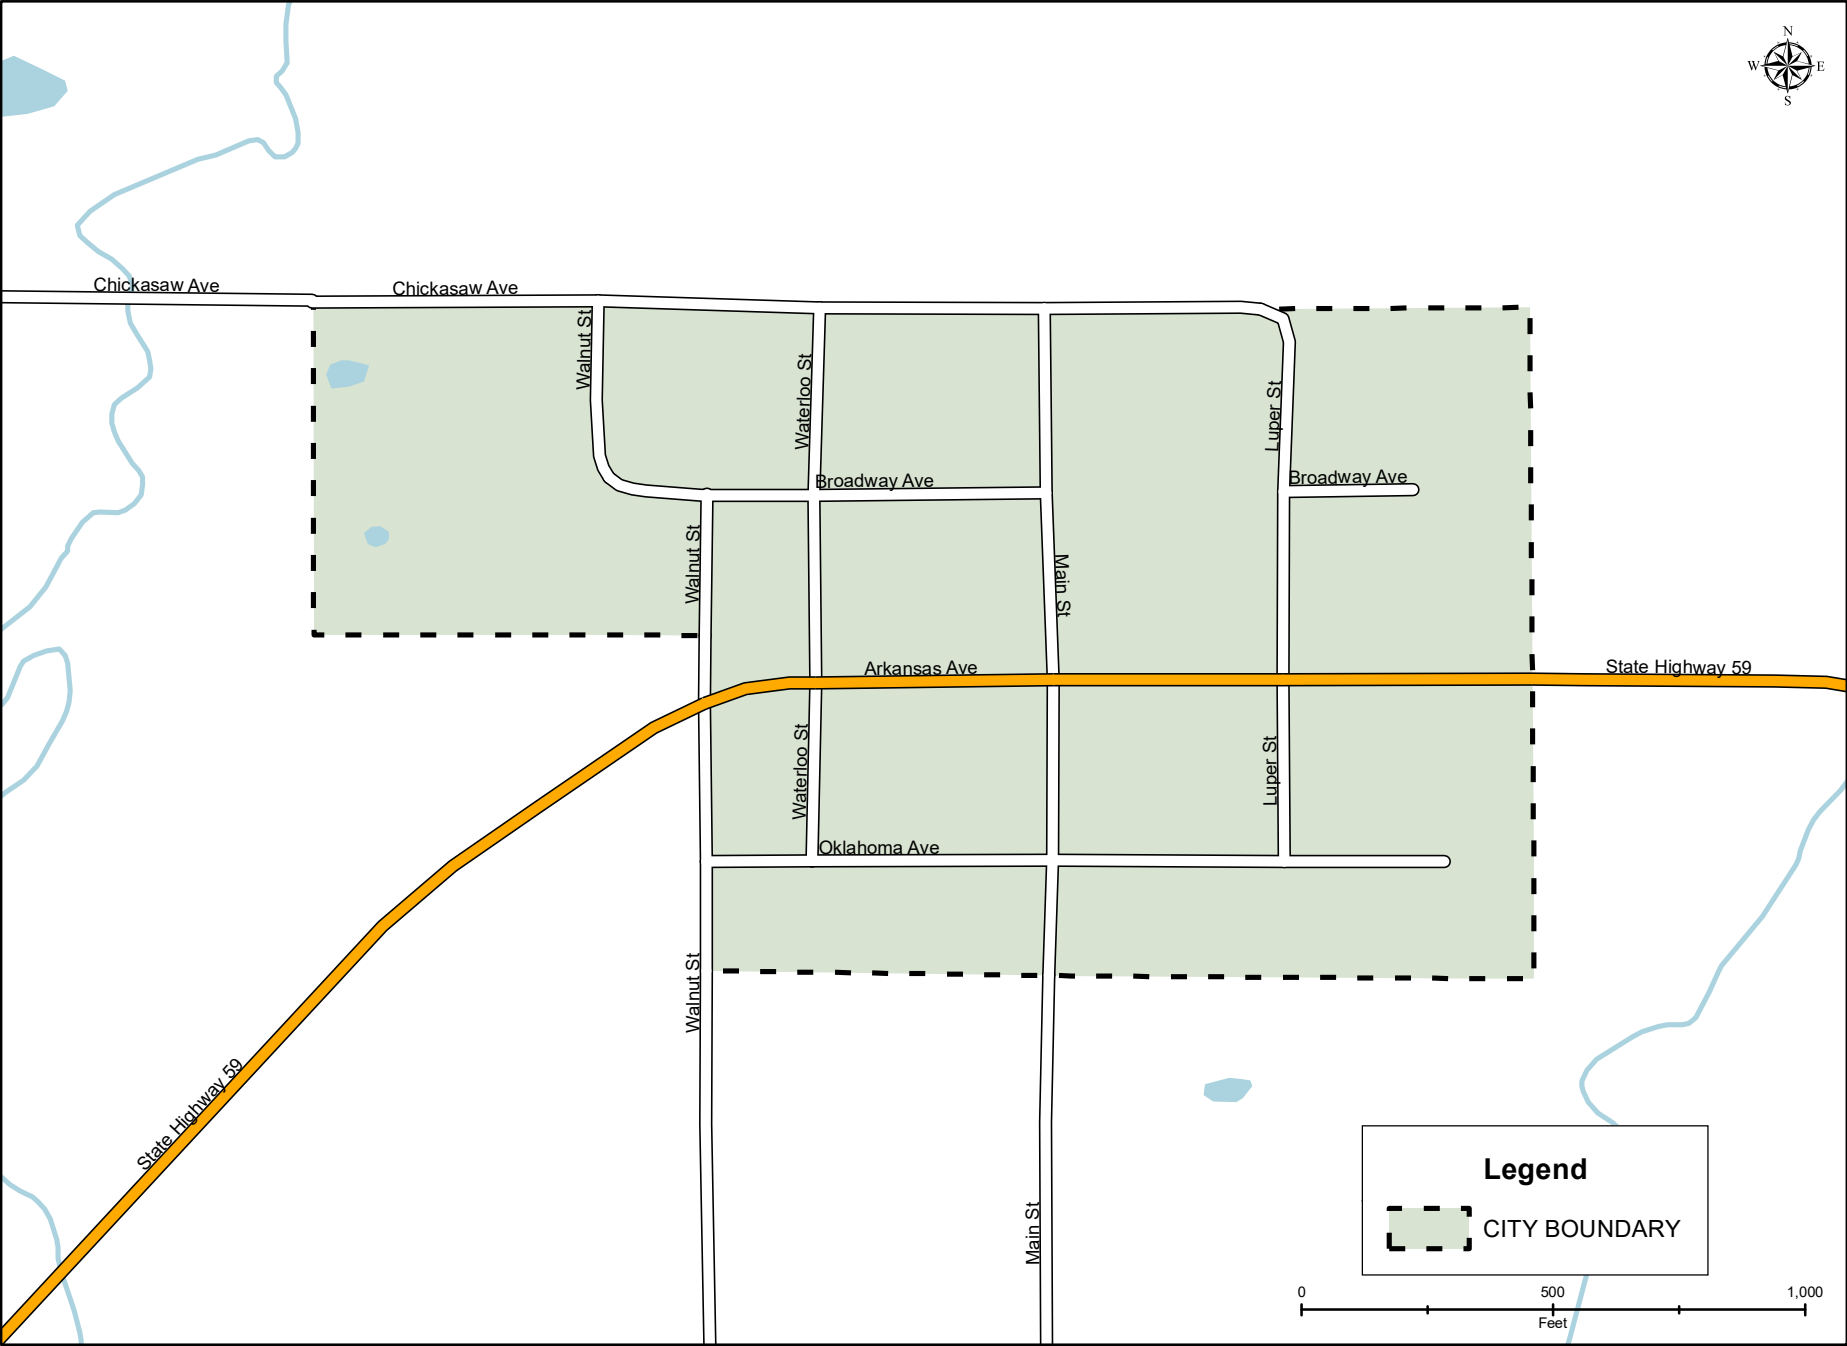 N
W E
S
Chickasaw Ave
Chickasaw Ave
Walnut St
Waterloo St
Luper St
Broadway Ave
Broadway Ave
Walnut St
Main St
Arkansas Ave
State Highway 59
Waterloo St
Luper St
Oklahoma Ave
Walnut St
State Highway 59
Main St
Legend
CITY BOUNDARY
0 500 1,000
Feet